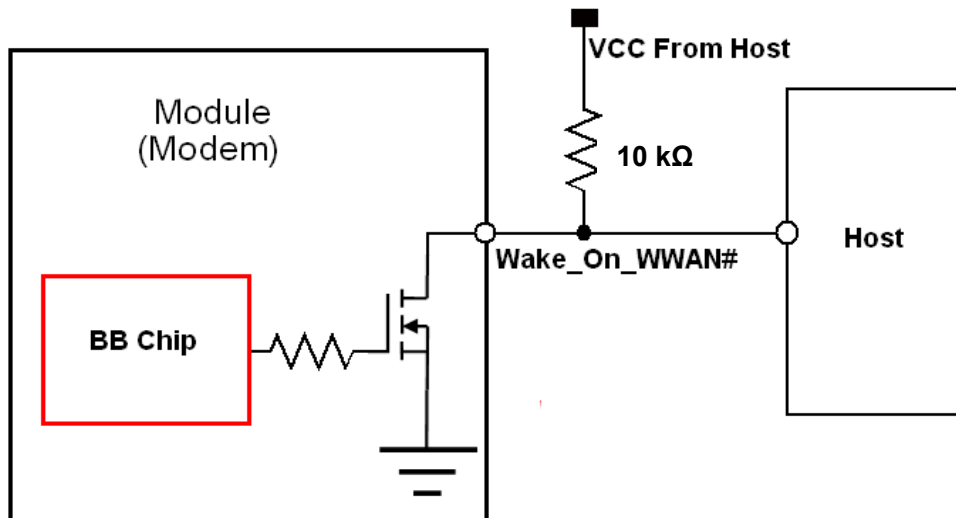 VCC From Host
Module
(Modem)
10 kΩ
Host
Wake_On_WWAN#
BB Chip